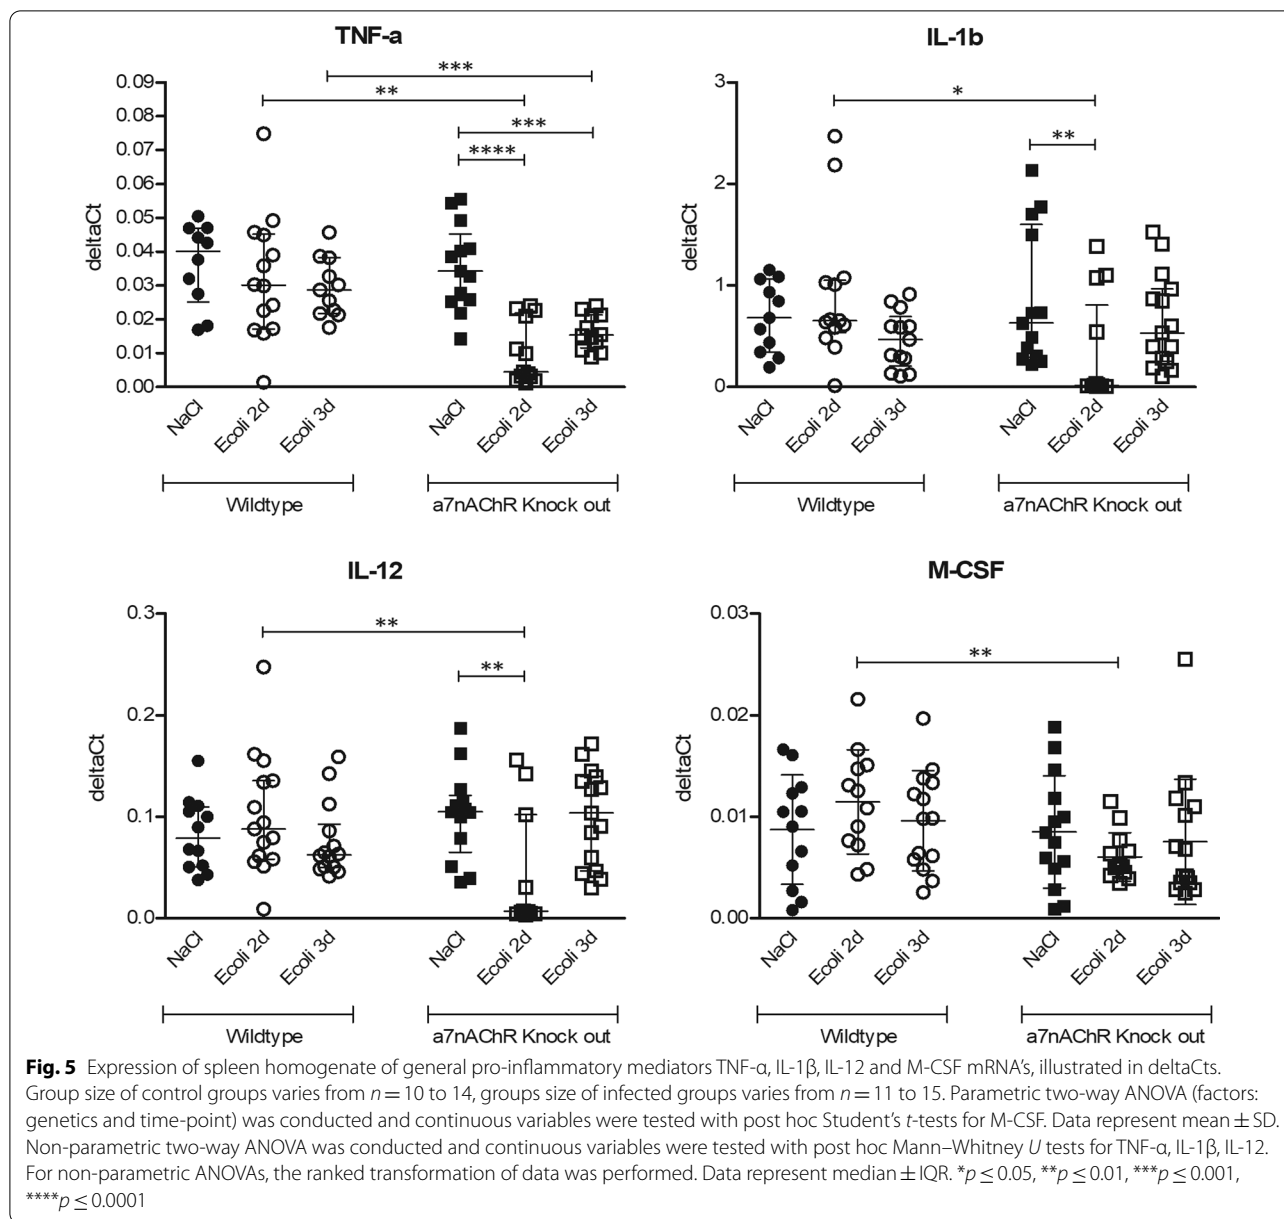 TNF-a
***
**
***
****
0.09
0.08
0.07
0.06
0.05
0.04
0.03
0.02
0.01
0.00
deltaCt
NaCl
Ecoli 2d
Ecoli 3d
NaCl
Ecoli 2d
Ecoli 3d
Wildtype
a7nAChR Knock out
IL-1b
*
**
3
2
1
0
deltaCt
NaCl
Ecoli 2d
Ecoli 3d
NaCl
Ecoli 2d
Ecoli 3d
Wildtype
a7nAChR Knock out
IL-12
**
**
0.3
0.2
0.1
0.0
deltaCt
NaCl
Ecoli 2d
Ecoli 3d
NaCl
Ecoli 2d
Ecoli 3d
Wildtype
a7nAChR Knock out
M-CSF
**
0.03
0.02
0.01
0.00
deltaCt
NaCl
Ecoli 2d
Ecoli 3d
NaCl
Ecoli 2d
Ecoli 3d
Wildtype
a7nAChR Knock out
Fig. 5 Expression of spleen homogenate of general pro-inflammatory mediators TNF-α, IL-1β, IL-12 and M-CSF mRNA's, illustrated in deltaCts.
Group size of control groups varies from n = 10 to 14, groups size of infected groups varies from n = 11 to 15. Parametric two-way ANOVA (factors:
genetics and time-point) was conducted and continuous variables were tested with post hoc Student's t-tests for M-CSF. Data represent mean ± SD.
Non-parametric two-way ANOVA was conducted and continuous variables were tested with post hoc Mann–Whitney U tests for TNF-α, IL-1β, IL-12.
For non-parametric ANOVAs, the ranked transformation of data was performed. Data represent median ± IQR. *p ≤ 0.05, **p ≤ 0.01, ***p ≤ 0.001,
****p ≤ 0.0001